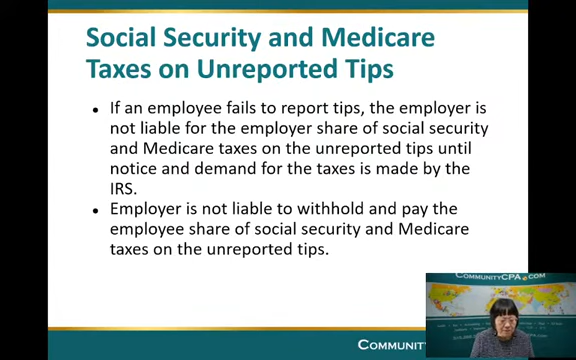 Social Security and Medicare
Taxes on Unreported Tips
• If an employee fails to report tips, the employer is
not liable for the employer share of social security
and Medicare taxes on the unreported tips until
notice and demand for the taxes is made by the
IRS.
• Employer is not liable to withhold and pay the
employee share of social security and Medicare
taxes on the unreported tips.
COMMUNITYCPA.COM
COMMUNITY